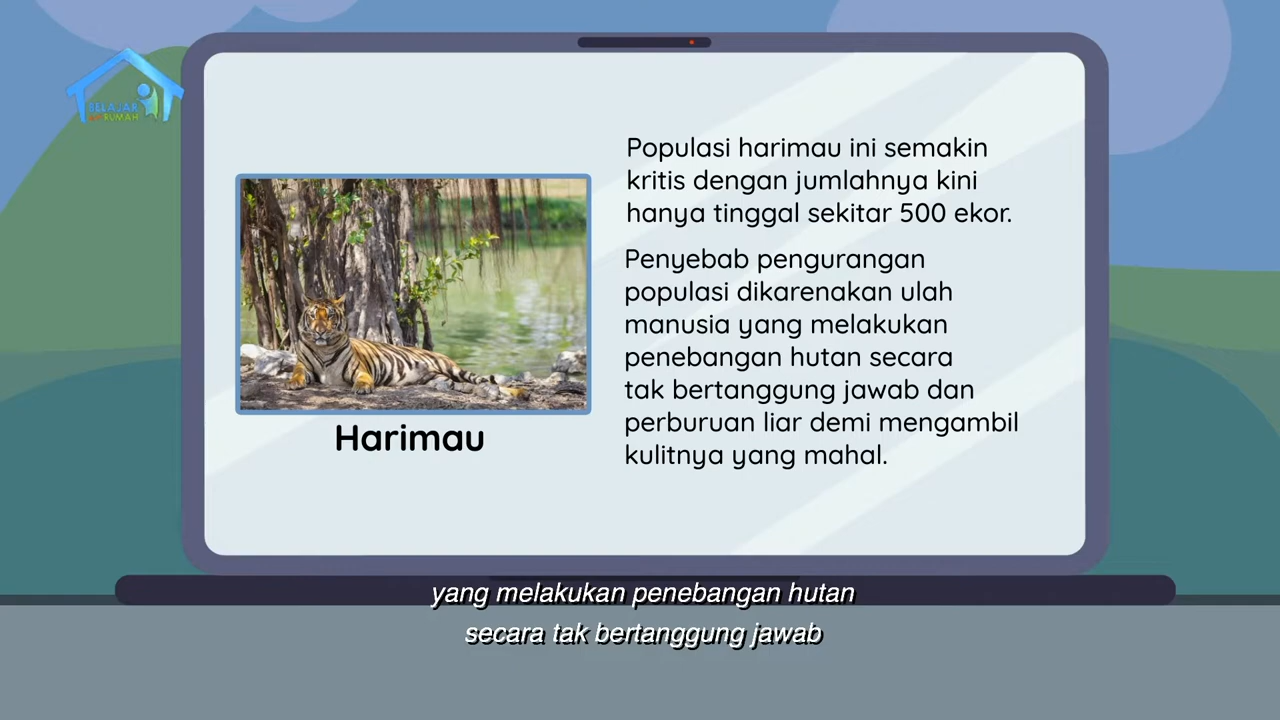 BELAJAR
DARI RUMAH
Populasi harimau ini semakin
kritis dengan jumlahnya kini
hanya tinggal sekitar 500 ekor.
Penyebab pengurangan
populasi dikarenakan ulah
manusia yang melakukan
penebangan hutan secara
tak bertanggung jawab dan
perburuan liar demi mengambil
kulitnya yang mahal.
Harimau
yang melakukan penebangan hutan
secara tak bertanggung jawab